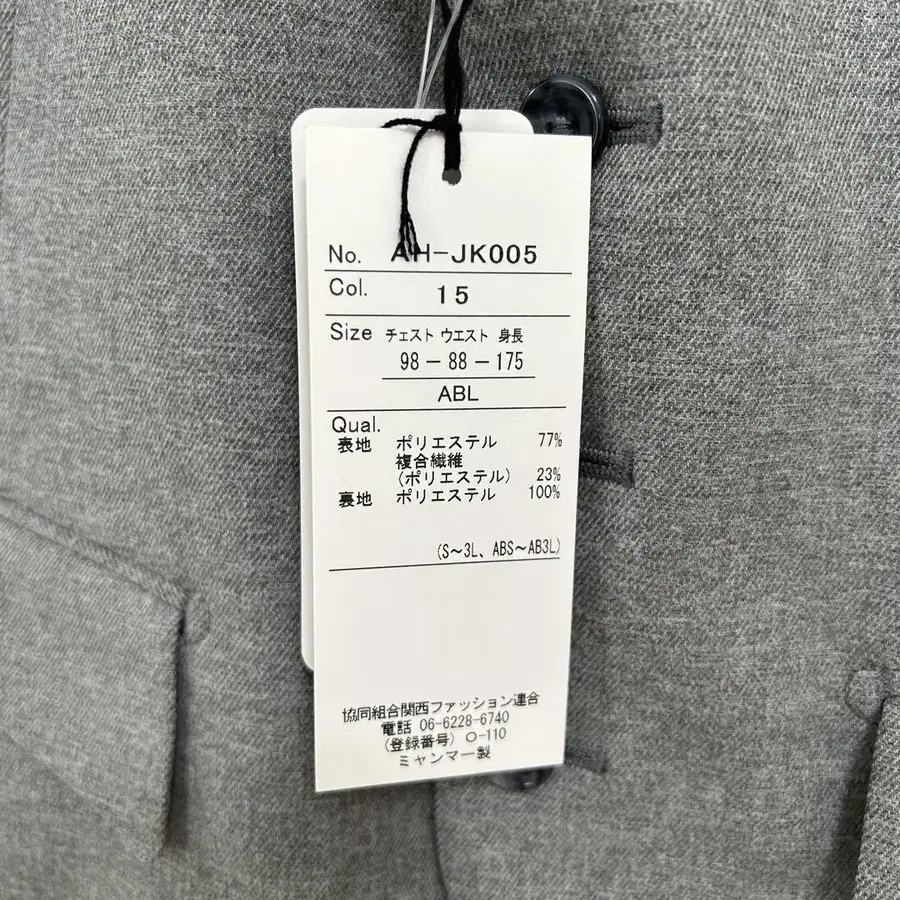 No. AH-JK005
Col. 15
Size チェスト ウエスト 身長
98－88－175
ABL
Qual.
表地 ポリエステル 77%
複合繊維
(ポリエステル) 23%
裏地 ポリエステル 100%
(S～3L、ABS～AB3L)
協同組合関西ファッション連合
電話 06-6228-6740
(登録番号) O-110
ミャンマー製